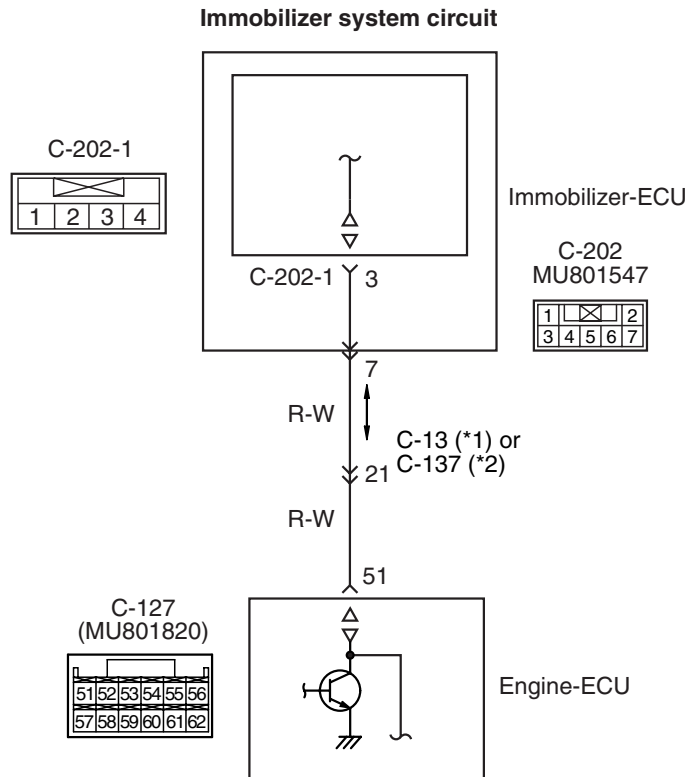 Immobilizer system circuit
C-202-1
1 2 3 4
Immobilizer-ECU
C-202
MU801547
1 2
3 4 5 6 7
C-202-1 3
7
R-W
C-13 (*1) or
C-137 (*2)
21
R-W
51
C-127
(MU801820)
51 52 53 54 55 56
57 58 59 60 61 62
Engine-ECU